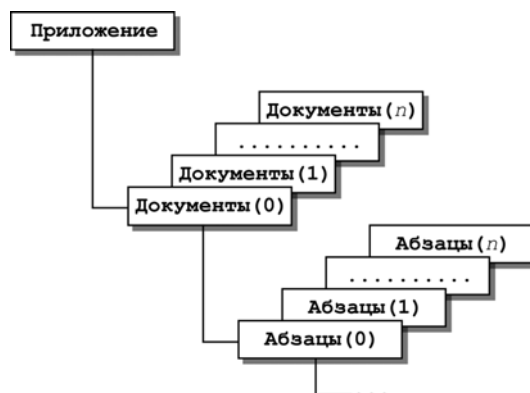 Приложение
Документы(n)
..........
Документы(1)
Документы(0)
Абзацы(n)
..........
Абзацы(1)
Абзацы(0)